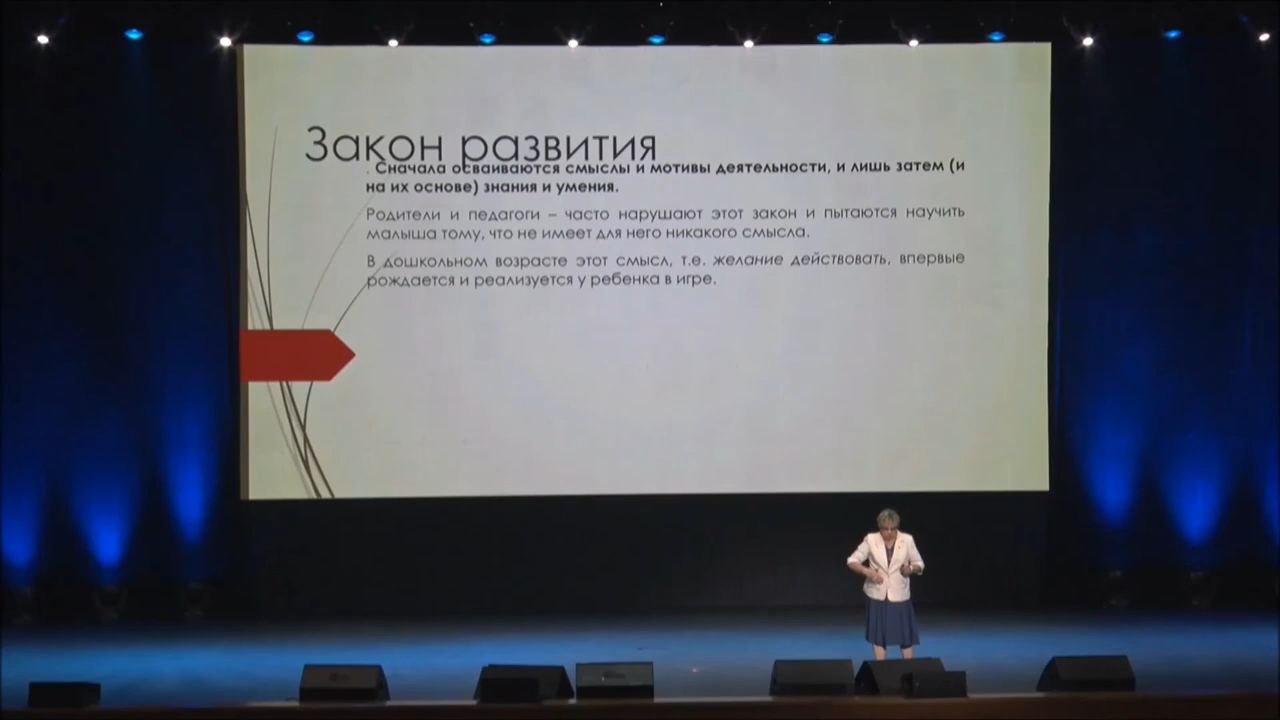 Закон развития
. Сначала осваиваются смыслы и мотивы деятельности, и лишь затем (и
на их основе) знания и умения.
Родители и педагоги – часто нарушают этот закон и пытаются научить
малыша тому, что не имеет для него никакого смысла.
В дошкольном возрасте этот смысл, т.е. желание действовать, впервые
рождается и реализуется у ребенка в игре.